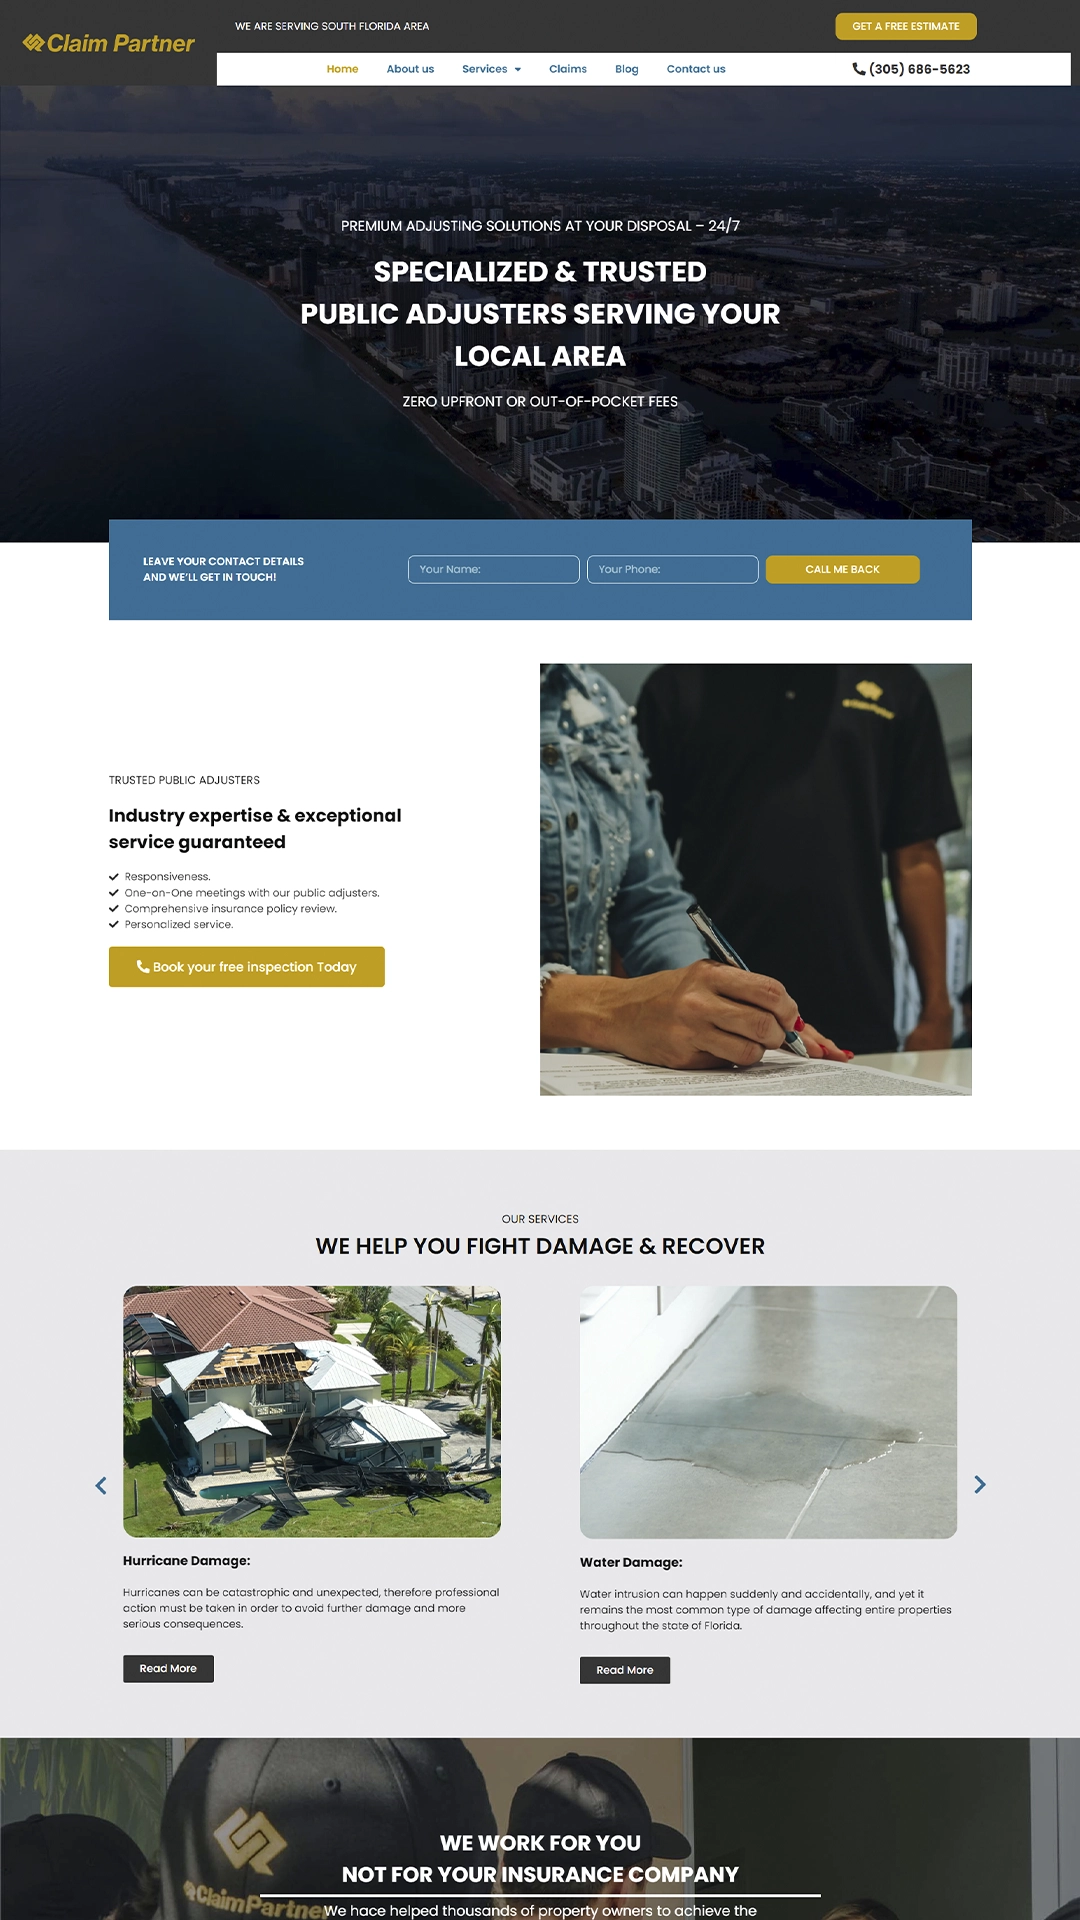 Claim Partner
WE ARE SERVING SOUTH FLORIDA AREA
GET A FREE ESTIMATE
Home About us Services Claims Blog Contact us (305) 686-5623
PREMIUM ADJUSTING SOLUTIONS AT YOUR DISPOSAL – 24/7
SPECIALIZED & TRUSTED
PUBLIC ADJUSTERS SERVING YOUR
LOCAL AREA
ZERO UPFRONT OR OUT-OF-POCKET FEES
LEAVE YOUR CONTACT DETAILS
AND WE'LL GET IN TOUCH!
Your Name: Your Phone: CALL ME BACK
TRUSTED PUBLIC ADJUSTERS
Industry expertise & exceptional
service guaranteed
Responsiveness.
One-on-One meetings with our public adjusters.
Comprehensive insurance policy review.
Personalized service.
Book your free inspection Today
OUR SERVICES
WE HELP YOU FIGHT DAMAGE & RECOVER
Hurricane Damage:
Hurricanes can be catastrophic and unexpected, therefore professional
action must be taken in order to avoid further damage and more
serious consequences.
Read More
Water Damage:
Water intrusion can happen suddenly and accidentally, and yet it
remains the most common type of damage affecting entire properties
throughout the state of Florida.
Read More
WE WORK FOR YOU
NOT FOR YOUR INSURANCE COMPANY
ClaimPartner
We hace helped thousands of property owners to achieve the